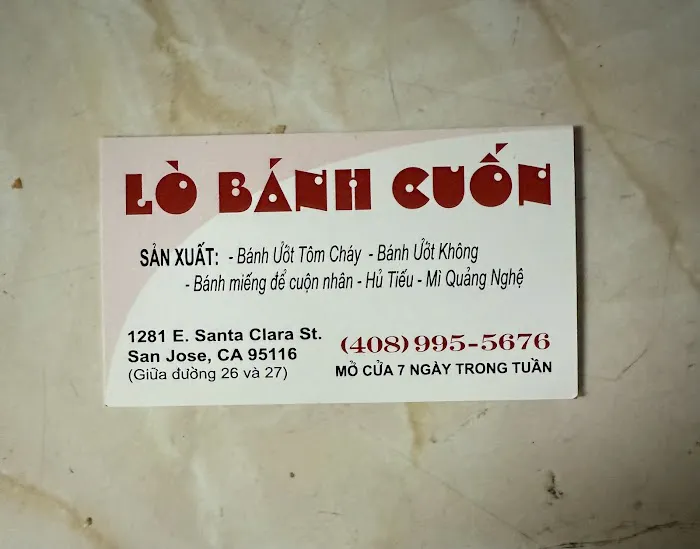 LÒ BÁNH CUỐN
SẢN XUẤT: - Bánh Ướt Tôm Cháy - Bánh Ướt Không
- Bánh miếng để cuộn nhân - Hủ Tiếu - Mì Quảng Nghệ
1281 E. Santa Clara St.
San Jose, CA 95116
(Giữa đường 26 và 27)
(408) 995-5676
MỞ CỬA 7 NGÀY TRONG TUẦN